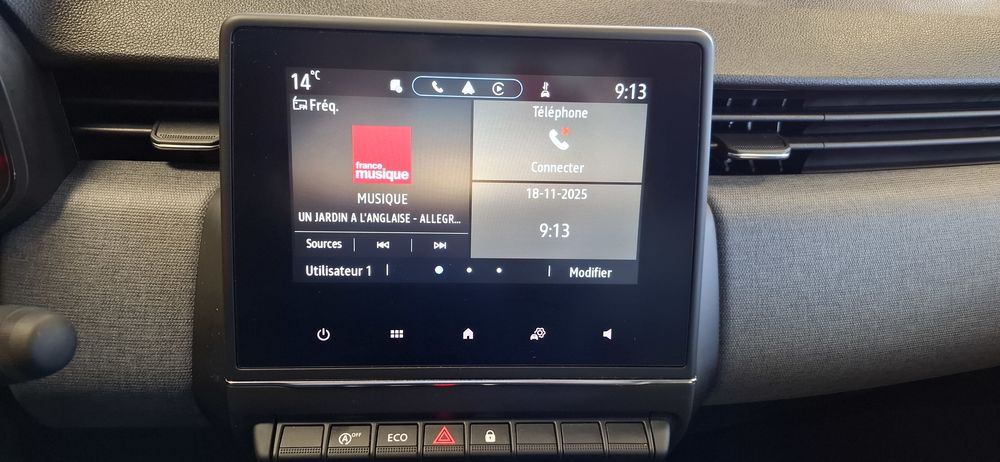 14°C
9:13
Fréq.
france
musique
MUSIQUE
UN JARDIN A L'ANGLAISE - ALLEGR...
Sources
Téléphone
Connecter
18-11-2025
9:13
Utilisateur 1
Modifier
A OFF
ECO